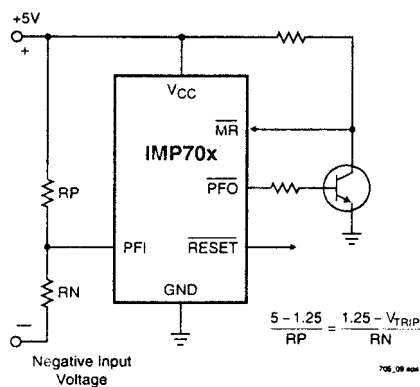 +5V
+
VCC
MR
IMP70x
RP
PFO
PFI
RESET
RN
GND
5 – 1.25 / RP = 1.25 – VTRIP / RN
–
Negative Input
Voltage